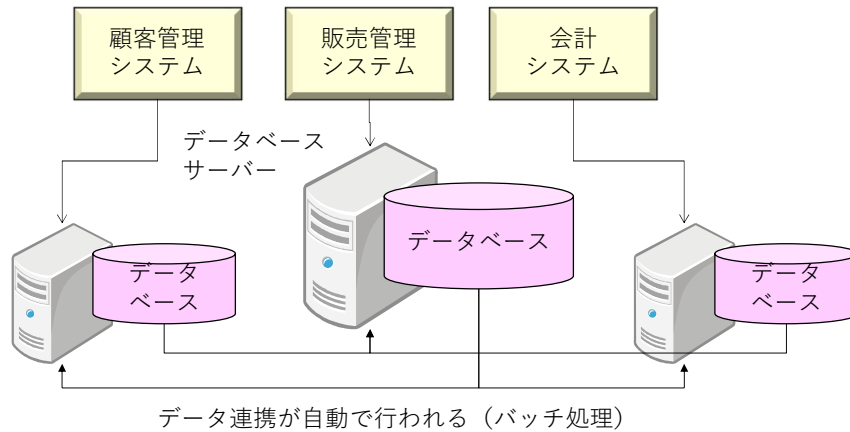 顧客管理
システム
販売管理
システム
会計
システム
データベース
サーバー
データ
ベース
データベース
データ
ベース
データ連携が自動で行われる（バッチ処理）